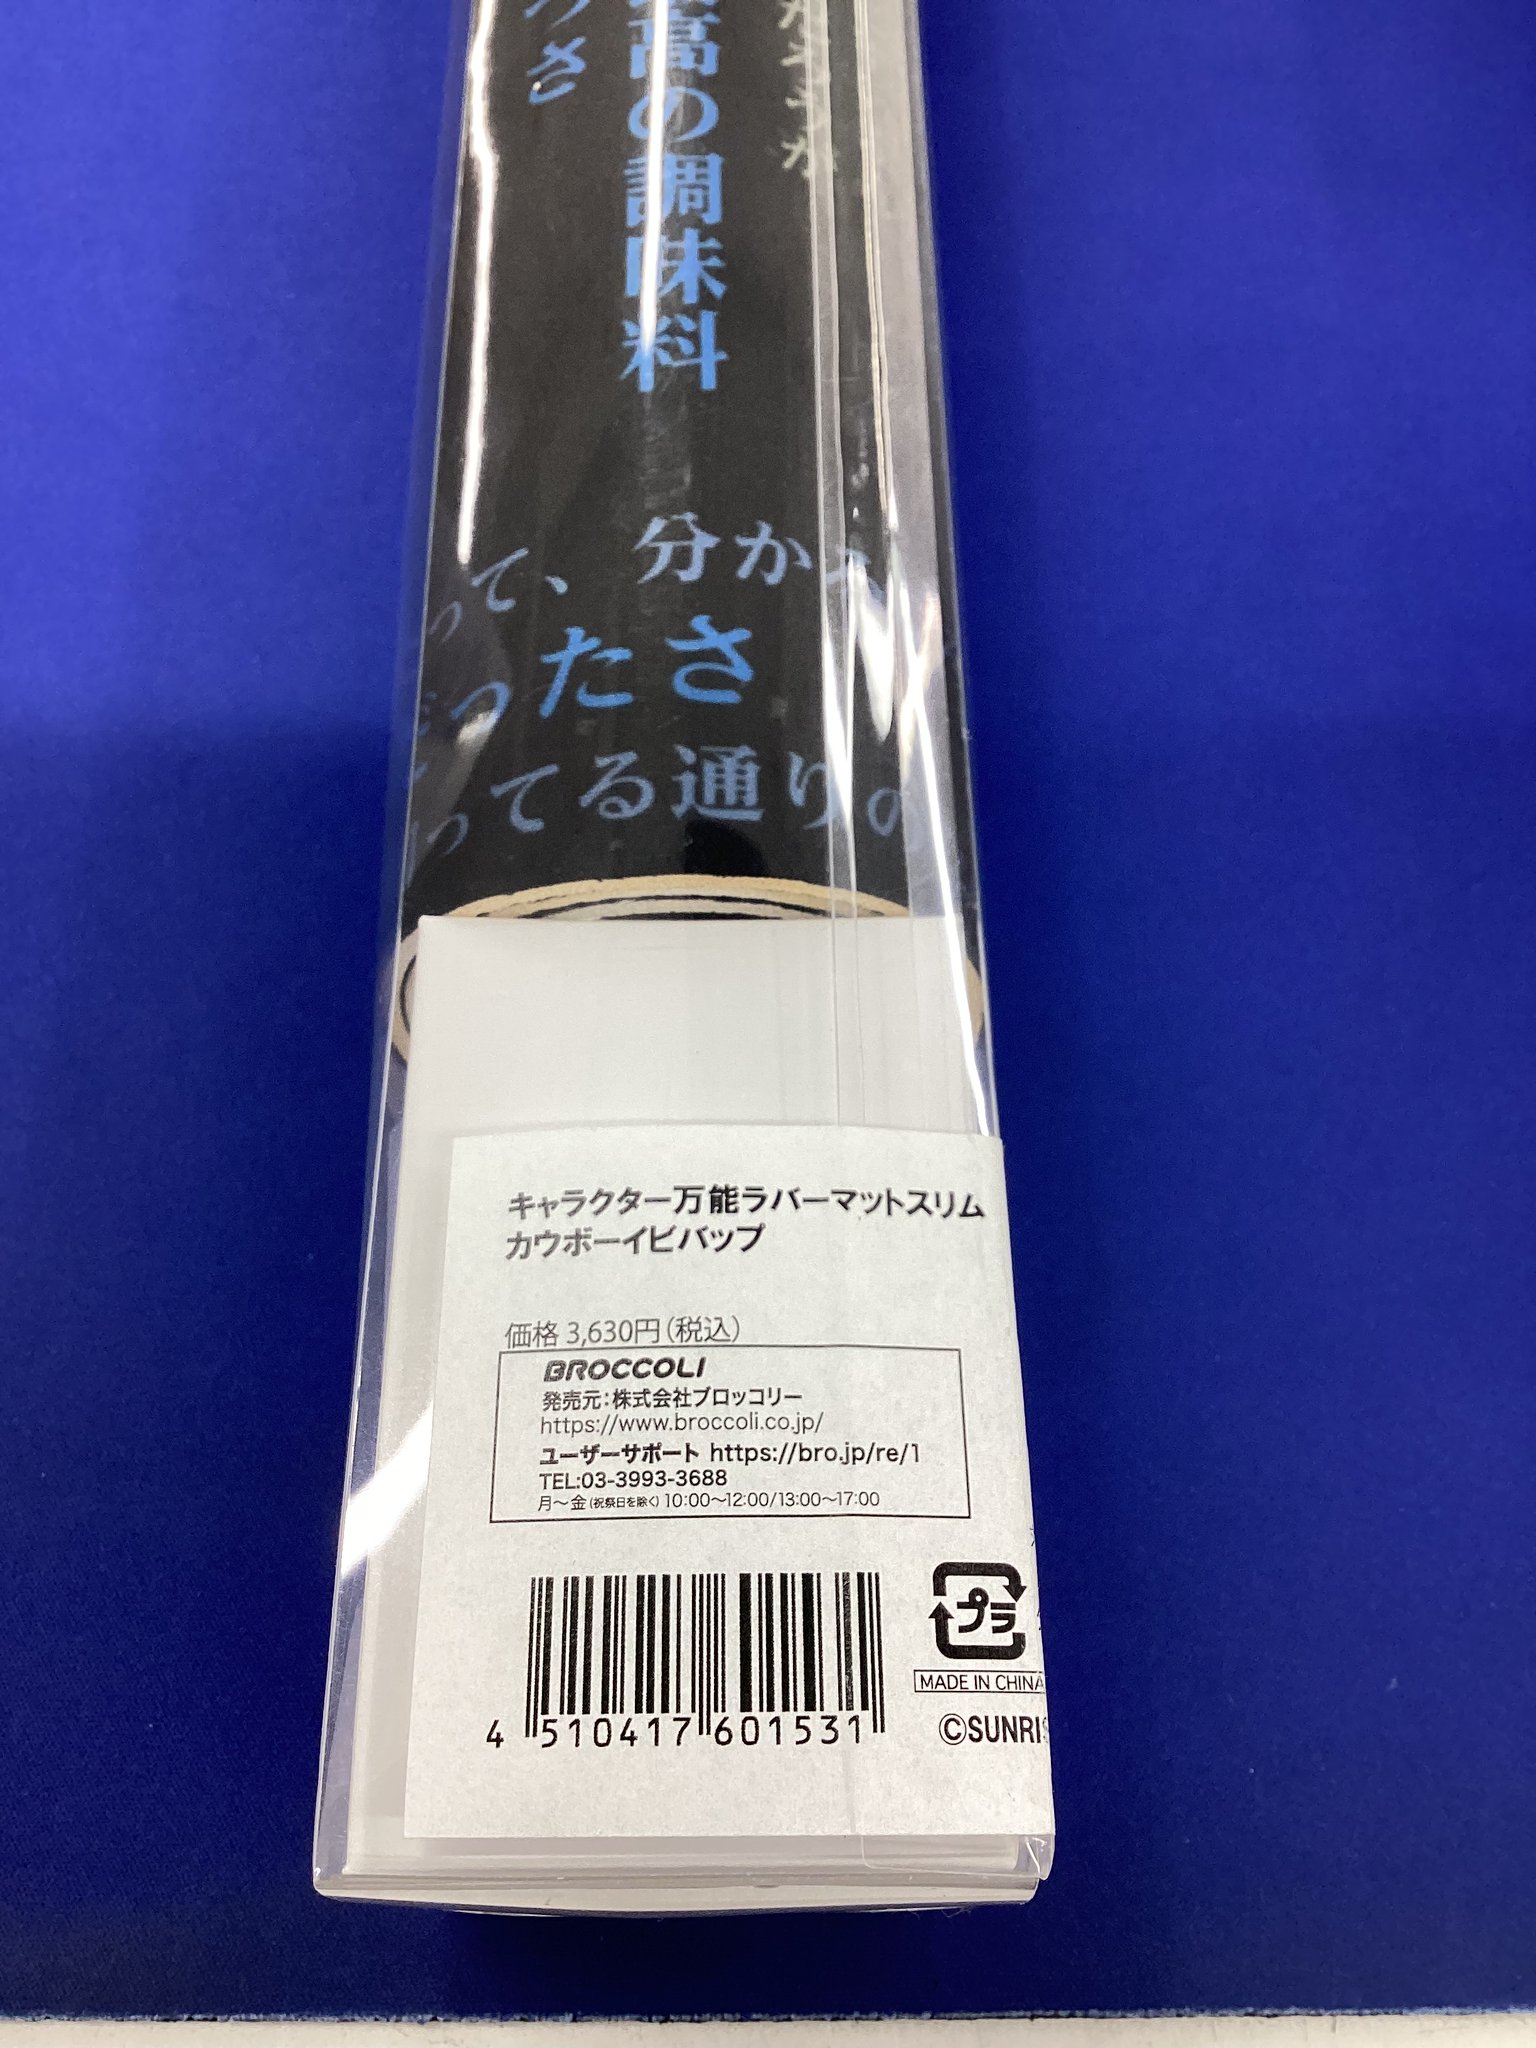 高の調味料
って、分か
たさ
ってる通りの
キャラクター万能ラバーマットスリム
カウボーイビバップ
価格 3,630円(税込)
BROCCOLI
発売元:株式会社ブロッコリー
https://www.broccoli.co.jp/
ユーザーサポート https://bro.jp/re/1
TEL:03-3993-3688
月〜金(祝祭日を除く)10:00〜12:00/13:00〜17:00
プラ
MADE IN CHINA
4 510417 601531
©SUNRI